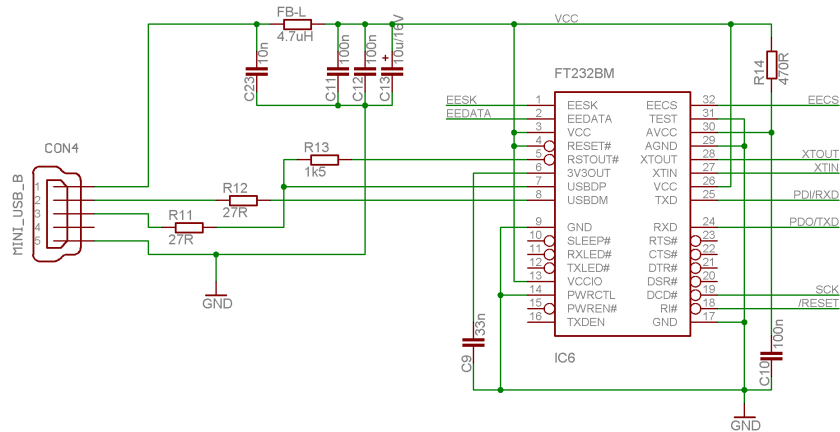 FB-L
4.7uH
VCC
C23
10n
C11
100n
C12
100n
C13
+
10u/16V
R14
470R
FT232BM
EESK
EEDATA
1 EESK EECS 32 EECS
2 EEDATA TEST 31
3 VCC AVCC 30
4 RESET# AGND 29
5 RSTOUT# XTOUT 28 XTOUT
6 3V3OUT XTIN 27 XTIN
7 USBDP VCC 26
8 USBDM TXD 25 PDI/RXD
9 GND RXD 24 PDO/TXD
10 SLEEP# RTS# 23
11 RXLED# CTS# 22
12 TXLED# DTR# 21
13 VCCIO DSR# 20
14 PWRCTL DCD# 19 SCK
15 PWREN# RI# 18 /RESET
16 TXDEN GND 17
IC6
CON4
MINI_USB_B
1
2
3
4
5
R13
1k5
R12
27R
R11
27R
GND
C9
33n
C10
100n
GND